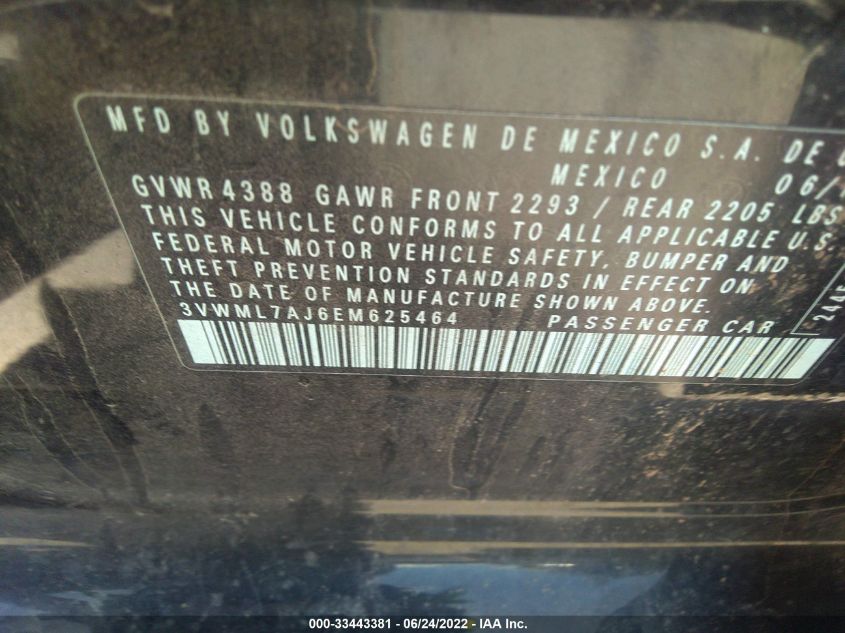 MFD BY VOLKSWAGEN DE MEXICO S.A. DE
MEXICO 06/
GVWR 4388 GAWR FRONT 2293 / REAR 2205 LBS
THIS VEHICLE CONFORMS TO ALL APPLICABLE U.S.
FEDERAL MOTOR VEHICLE SAFETY, BUMPER AND
THEFT PREVENTION STANDARDS IN EFFECT ON
THE DATE OF MANUFACTURE SHOWN ABOVE.
3VWML7AJ6EM625464 PASSENGER CAR
000-33443381 - 06/24/2022 - IAA Inc.